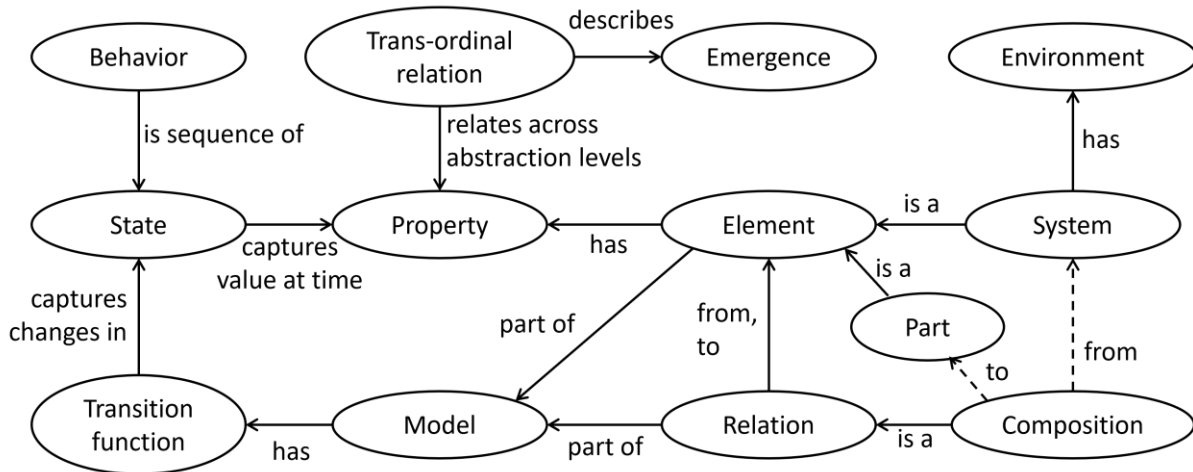 describes
Behavior
Trans-ordinal
relation
Emergence
Environment
is sequence of
relates across
abstraction levels
has
is a
State
Property
Element
System
captures
value at time
has
is a
captures
changes in
part of
from,
to
Part
from
to
Transition
function
Model
Relation
Composition
has
part of
is a